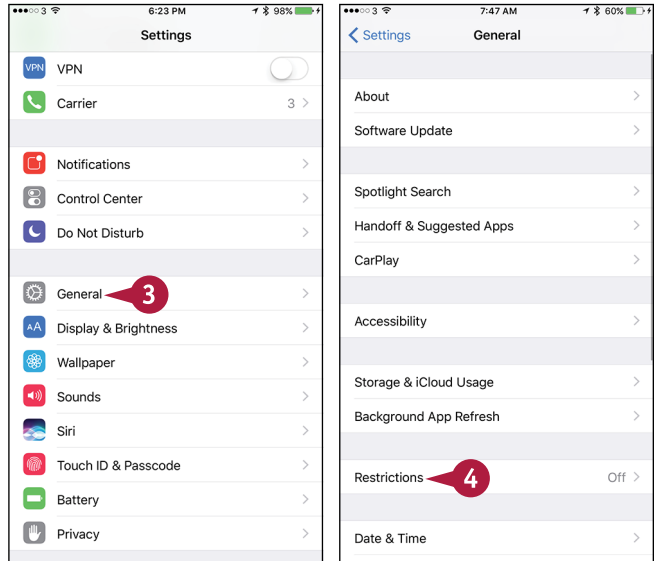 3 6:23 PM 98%
Settings
VPN VPN
Carrier 3
Notifications
Control Center
Do Not Disturb
General 3
AA Display & Brightness
Wallpaper
Sounds
Siri
Touch ID & Passcode
Battery
Privacy
3 7:47 AM 60%
Settings General
About
Software Update
Spotlight Search
Handoff & Suggested Apps
CarPlay
Accessibility
Storage & iCloud Usage
Background App Refresh
Restrictions 4 Off
Date & Time